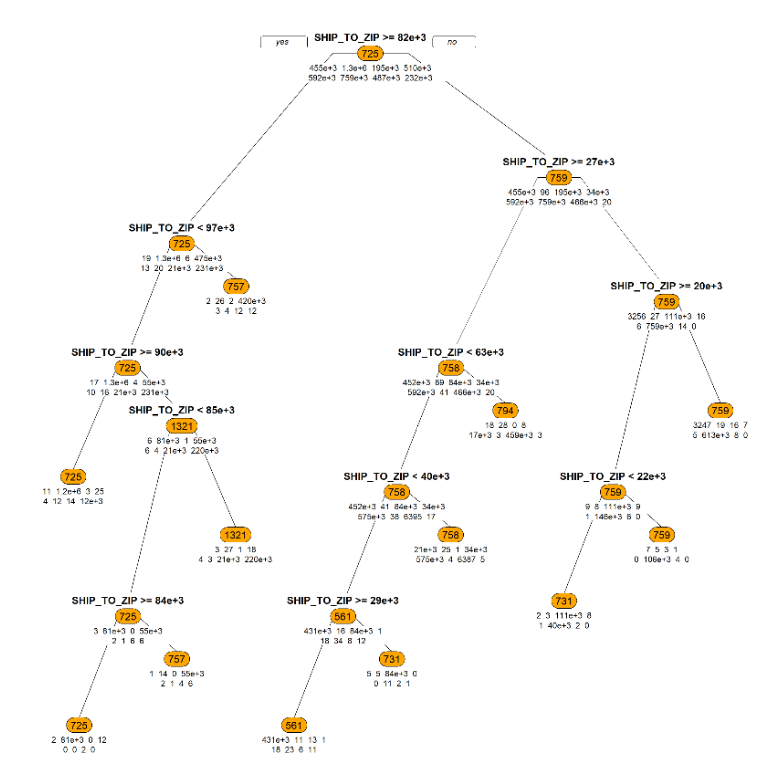 SHIP_TO_ZIP >= 82e+3
yes
no
725
455e+3 1.3e+6 195e+3 510e+3
592e+3 759e+3 487e+3 232e+3
SHIP_TO_ZIP >= 27e+3
759
455e+3 96 195e+3 34e+3
592e+3 759e+3 466e+3 20
SHIP_TO_ZIP < 97e+3
725
19 1.3e+6 6 475e+3
13 20 21e+3 231e+3
757
2 26 2 420e+3
3 4 12 12
SHIP_TO_ZIP >= 20e+3
759
3256 27 111e+3 16
6 759e+3 14 0
SHIP_TO_ZIP >= 90e+3
725
17 1.3e+6 4 55e+3
10 16 21e+3 231e+3
SHIP_TO_ZIP < 63e+3
758
452e+3 69 84e+3 34e+3
592e+3 41 466e+3 20
794
18 28 0 8
17e+3 3 459e+3 3
759
3247 19 16 7
5 613e+3 8 0
SHIP_TO_ZIP < 85e+3
1321
6 81e+3 1 55e+3
6 4 21e+3 220e+3
725
11 1.2e+6 3 25
4 12 14 12e+3
SHIP_TO_ZIP < 40e+3
758
452e+3 41 84e+3 34e+3
575e+3 38 6395 17
SHIP_TO_ZIP < 22e+3
759
9 8 111e+3 9
1 146e+3 6 0
1321
3 27 1 18
4 3 21e+3 220e+3
758
21e+3 25 1 34e+3
575e+3 4 6387 5
759
7 5 3 1
0 106e+3 4 0
SHIP_TO_ZIP >= 84e+3
725
3 81e+3 0 55e+3
2 1 6 6
SHIP_TO_ZIP >= 29e+3
561
431e+3 16 84e+3 1
18 34 8 12
731
2 3 111e+3 8
1 40e+3 2 0
757
1 14 0 55e+3
2 1 4 6
731
5 5 84e+3 0
0 11 2 1
725
2 81e+3 0 12
0 0 2 0
561
431e+3 11 13 1
18 23 6 11